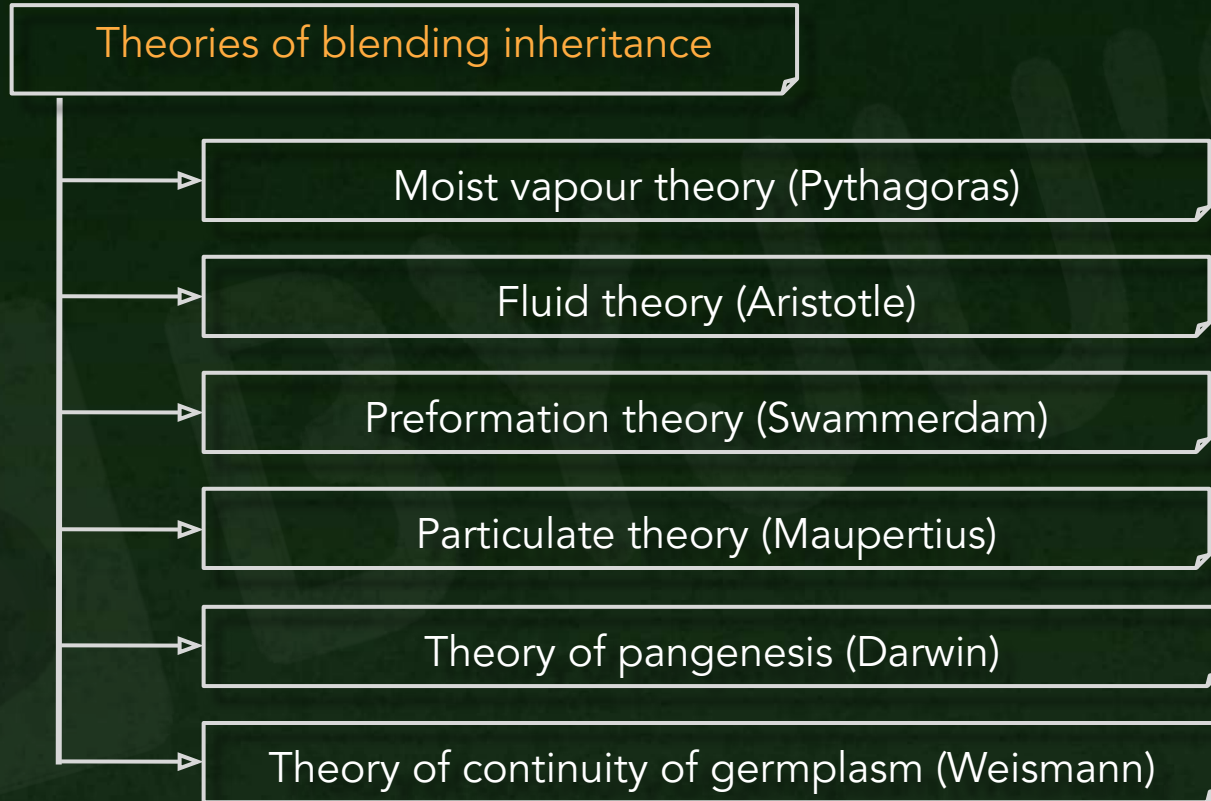 Theories of blending inheritance
Moist vapour theory (Pythagoras)
Fluid theory (Aristotle)
Preformation theory (Swammerdam)
Particulate theory (Maupertius)
Theory of pangenesis (Darwin)
Theory of continuity of germplasm (Weismann)
BYJU'